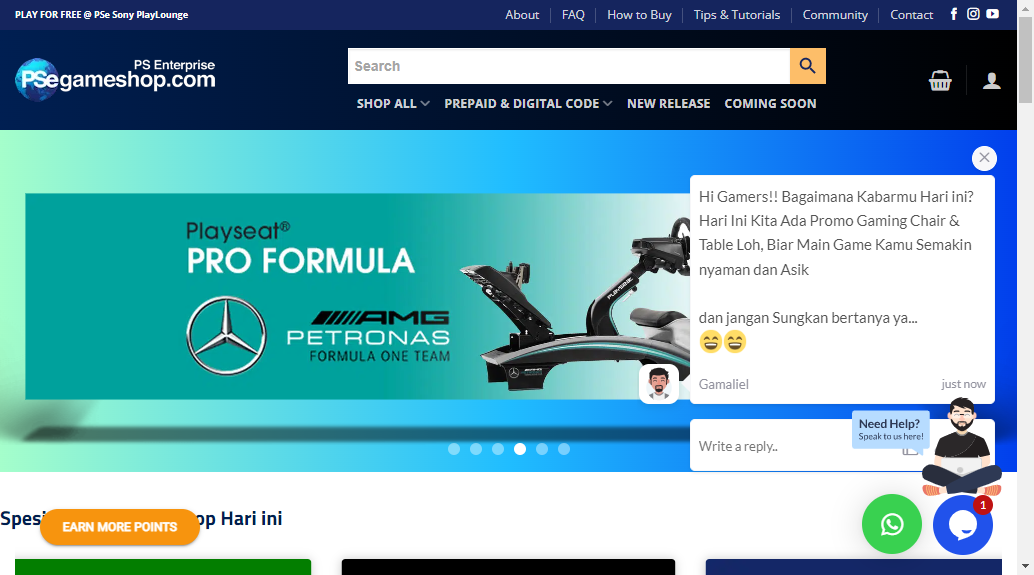 PLAY FOR FREE @ PSe Sony PlayLounge
About
FAQ
How to Buy
Tips & Tutorials
Community
Contact
PS Enterprise
PSegameshop.com
Search
SHOP ALL
PREPAID & DIGITAL CODE
NEW RELEASE
COMING SOON
Playseat®
PRO FORMULA
AMG
PETRONAS
FORMULA ONE TEAM
Hi Gamers!! Bagaimana Kabarmu Hari ini?
Hari Ini Kita Ada Promo Gaming Chair &
Table Loh, Biar Main Game Kamu Semakin
nyaman dan Asik
dan jangan Sungkan bertanya ya...
Gamaliel
just now
Write a reply..
Need Help?
Speak to us here!
1
Spesi
op Hari ini
EARN MORE POINTS